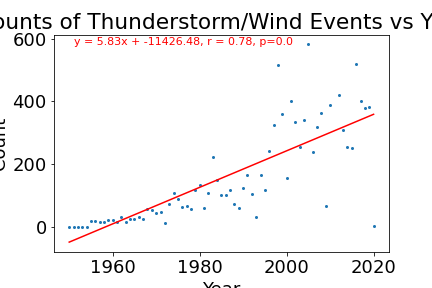 ounts of Thunderstorm/Wind Events vs Y
y = 5.83x + -11426.48, r = 0.78, p=0.0
600
400
200
0
Count
1960
1980
2000
2020
Year